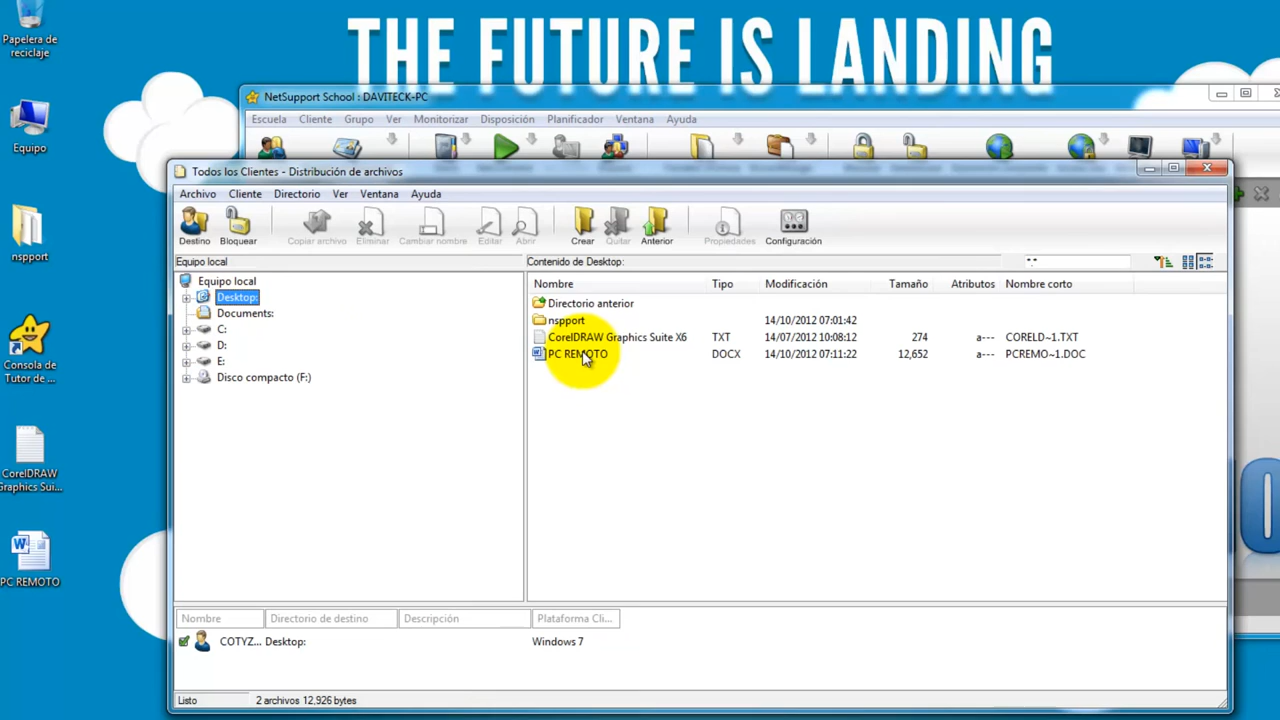 THE FUTURE IS LANDING
Papelera de
reciclaje
Equipo
nspport
Consola de
Tutor de ...
CorelDRAW
Graphics Sui...
PC REMOTO
NetSupport School : DAVITECK-PC
Escuela Cliente Grupo Ver Monitorizar Disposición Planificador Ventana Ayuda
Todos los Clientes - Distribución de archivos
Archivo Cliente Directorio Ver Ventana Ayuda
Destino Bloquear Copiar archivo Eliminar Cambiar nombre Editar Abrir Crear Quitar Anterior Propiedades Configuración
Equipo local Contenido de Desktop:
Equipo local
Desktop:
Documents:
C:
D:
E:
Disco compacto (F:)
Nombre Tipo Modificación Tamaño Atributos Nombre corto
Directorio anterior
nspport 14/10/2012 07:01:42
CorelDRAW Graphics Suite X6 TXT 14/07/2012 10:08:12 274 a--- CORELD~1.TXT
PC REMOTO DOCX 14/10/2012 07:11:22 12,652 a--- PCREMO~1.DOC
Nombre Directorio de destino Descripción Plataforma Cli...
COTYZ... Desktop: Windows 7
Listo 2 archivos 12,926 bytes